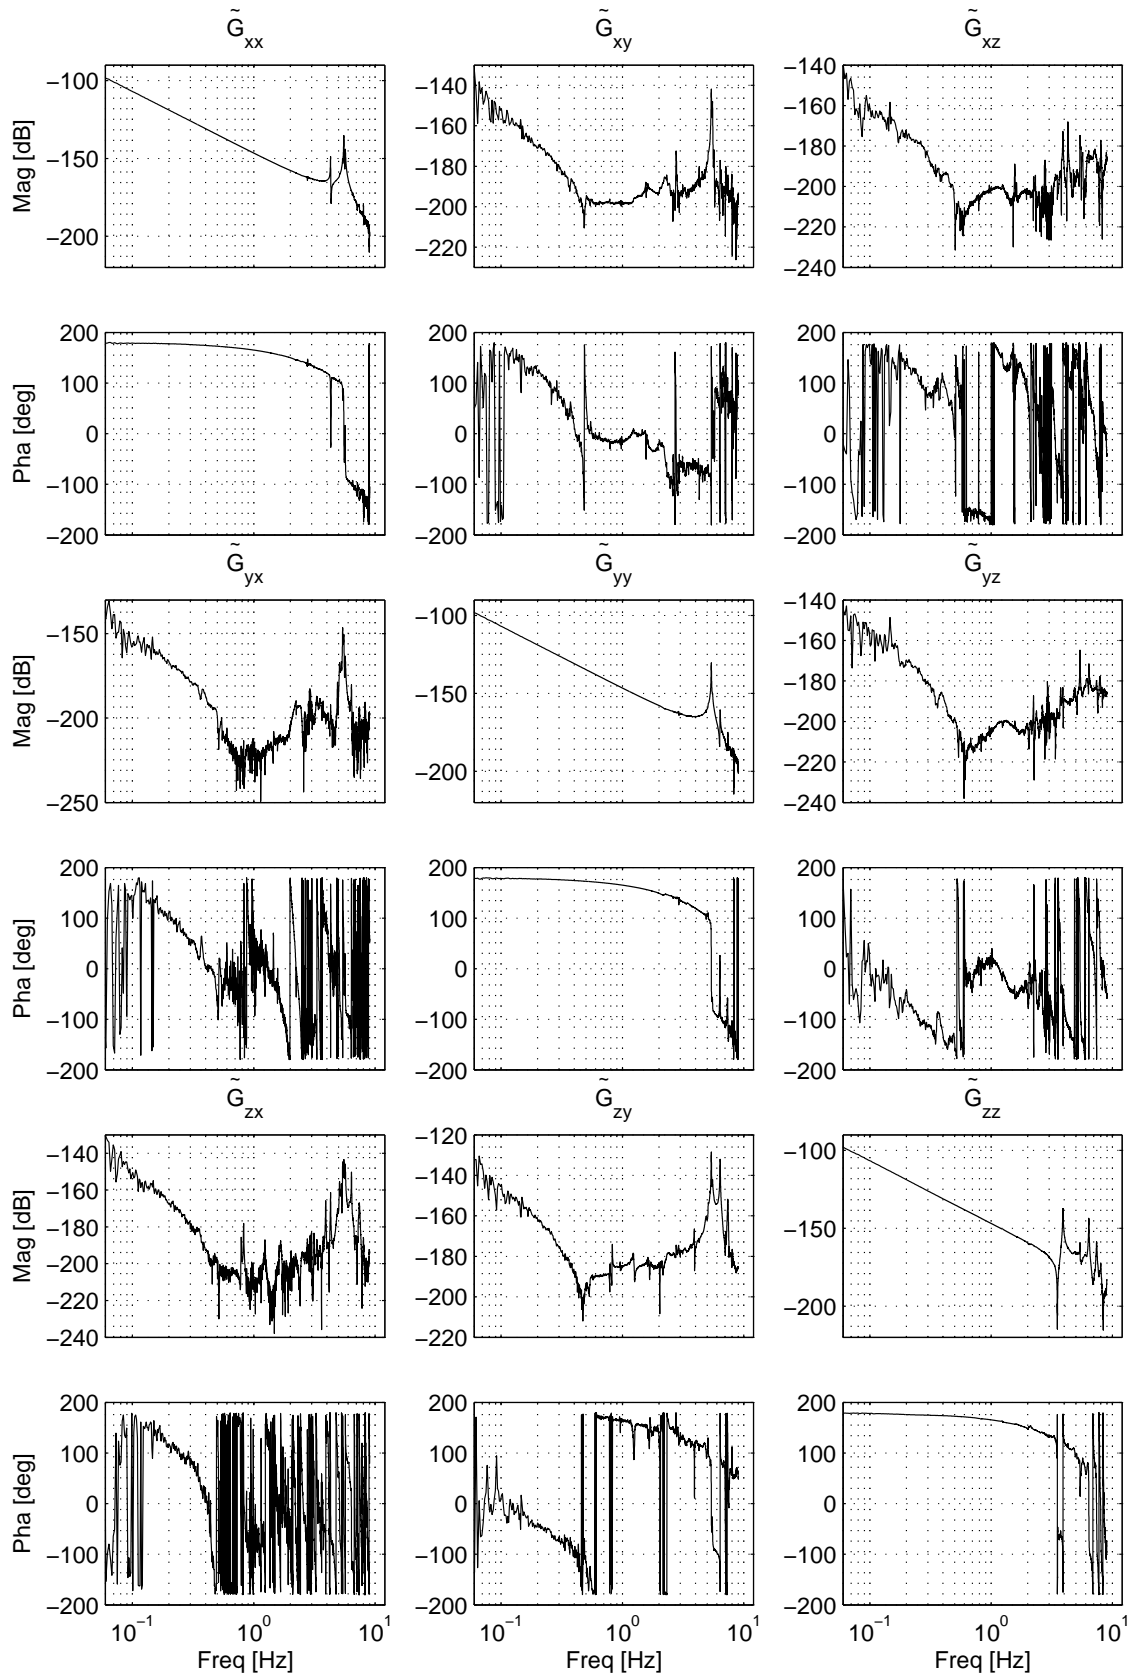 G̃xx G̃xy G̃xz
−100 −150 −200 Mag [dB]
−140 −160 −180 −200 −220
−140 −160 −180 −200 −220 −240
200 100 0 −100 −200 Pha [deg]
200 100 0 −100 −200
200 100 0 −100 −200
G̃yx G̃yy G̃yz
−150 −200 −250 Mag [dB]
−100 −150 −200
−140 −160 −180 −200 −220 −240
200 100 0 −100 −200 Pha [deg]
200 100 0 −100 −200
200 100 0 −100 −200
G̃zx G̃zy G̃zz
−140 −160 −180 −200 −220 −240 Mag [dB]
−120 −140 −160 −180 −200 −220
−100 −150 −200
200 100 0 −100 −200 Pha [deg]
200 100 0 −100 −200
200 100 0 −100 −200
10−1 100 101 10−1 100 101 10−1 100 101
Freq [Hz] Freq [Hz] Freq [Hz]